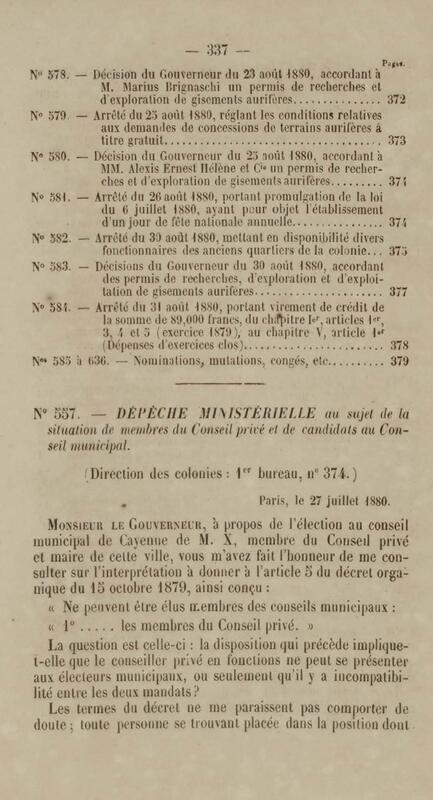 — 337 —
Pages.
N° 578. — Décision du Gouverneur du 23 août 1880, accordant à
M. Marius Brignaschi un permis de recherches et
d'exploration de gisements aurifères................ 372
N° 579. — Arrêté du 25 août 1880, réglant les conditions relatives
aux demandes de concessions de terrains aurifères à
titre gratuit........................................ 373
N° 580. — Décision du Gouverneur du 25 août 1880, accordant à
MM. Alexis Ernest Hélène et Cie un permis de recher-
ches et d'exploration de gisements aurifères......... 374
N° 581. — Arrêté du 26 août 1880, portant promulgation de la loi
du 6 juillet 1880, ayant pour objet l'établissement
d'un jour de fête nationale annuelle................. 374
N° 582. — Arrêté du 30 août 1880, mettant en disponibilité divers
fonctionnaires des anciens quartiers de la colonie... 375
N° 583. — Décisions du Gouverneur du 30 août 1880, accordant
des permis de recherches, d'exploration et d'exploi-
tation de gisements aurifères........................ 377
N° 584. — Arrêté du 31 août 1880, portant virement de crédit de
la somme de 89,000 francs, du chapitre Ier, articles 1er,
3, 4 et 5 (exercice 1879), au chapitre V, article 1er
(Dépenses d'exercices clos).......................... 378
Nos 585 à 636. — Nominations, mutations, congés, etc........ 379
N° 557. — DÉPÊCHE MINISTÉRIELLE au sujet de la
situation de membres du Conseil privé et de candidats au Con-
seil municipal.
(Direction des colonies : 1er bureau, n° 374.)
Paris, le 27 juillet 1880.
MONSIEUR LE GOUVERNEUR, à propos de l'élection au conseil
municipal de Cayenne de M. X, membre du Conseil privé
et maire de cette ville, vous m'avez fait l'honneur de me con-
sulter sur l'interprétation à donner à l'article 5 du décret orga-
nique du 15 octobre 1879, ainsi conçu :
« Ne peuvent être élus membres des conseils municipaux :
« 1° ..... les membres du Conseil privé. »
La question est celle-ci : la disposition qui précède implique-
t-elle que le conseiller privé en fonctions ne peut se présenter
aux électeurs municipaux, ou seulement qu'il y a incompatibi-
lité entre les deux mandats ?
Les termes du décret ne me paraissent pas comporter de
doute ; toute personne se trouvant placée dans la position dont